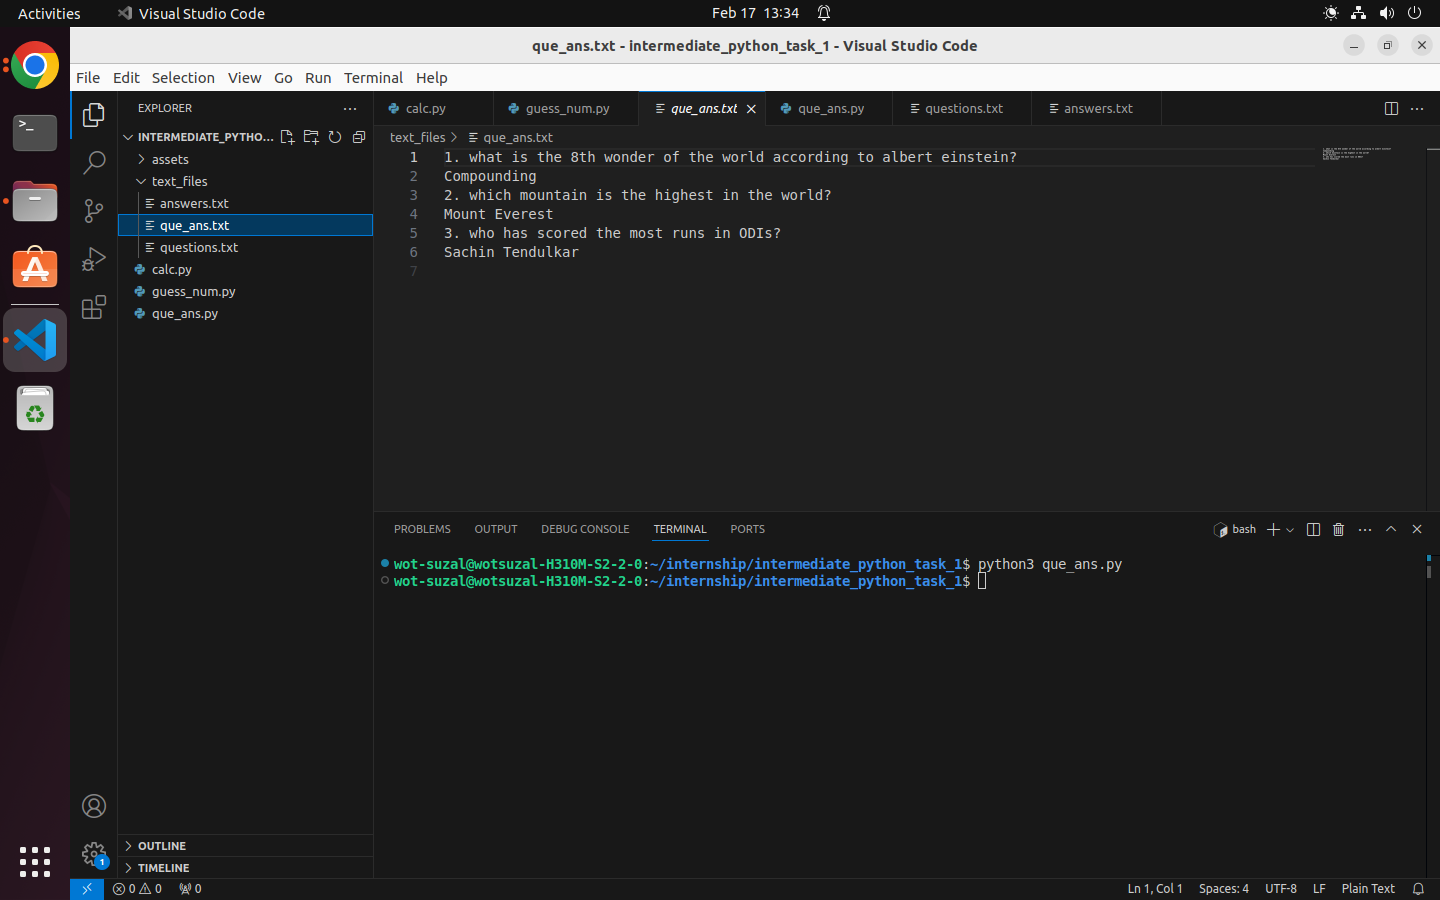 Activities
Visual Studio Code
Feb 17 13:34
que_ans.txt - intermediate_python_task_1 - Visual Studio Code
File Edit Selection View Go Run Terminal Help
EXPLORER
INTERMEDIATE_PYTHO...
assets
text_files
answers.txt
que_ans.txt
questions.txt
calc.py
guess_num.py
que_ans.py
OUTLINE
TIMELINE
calc.py
guess_num.py
que_ans.txt
que_ans.py
questions.txt
answers.txt
text_files > que_ans.txt
1 1. what is the 8th wonder of the world according to albert einstein?
2 Compounding
3 2. which mountain is the highest in the world?
4 Mount Everest
5 3. who has scored the most runs in ODIs?
6 Sachin Tendulkar
7
PROBLEMS OUTPUT DEBUG CONSOLE TERMINAL PORTS
bash
wot-suzal@wotsuzal-H310M-S2-2-0:~/internship/intermediate_python_task_1$ python3 que_ans.py
wot-suzal@wotsuzal-H310M-S2-2-0:~/internship/intermediate_python_task_1$
1
0 0 0
Ln 1, Col 1 Spaces: 4 UTF-8 LF Plain Text